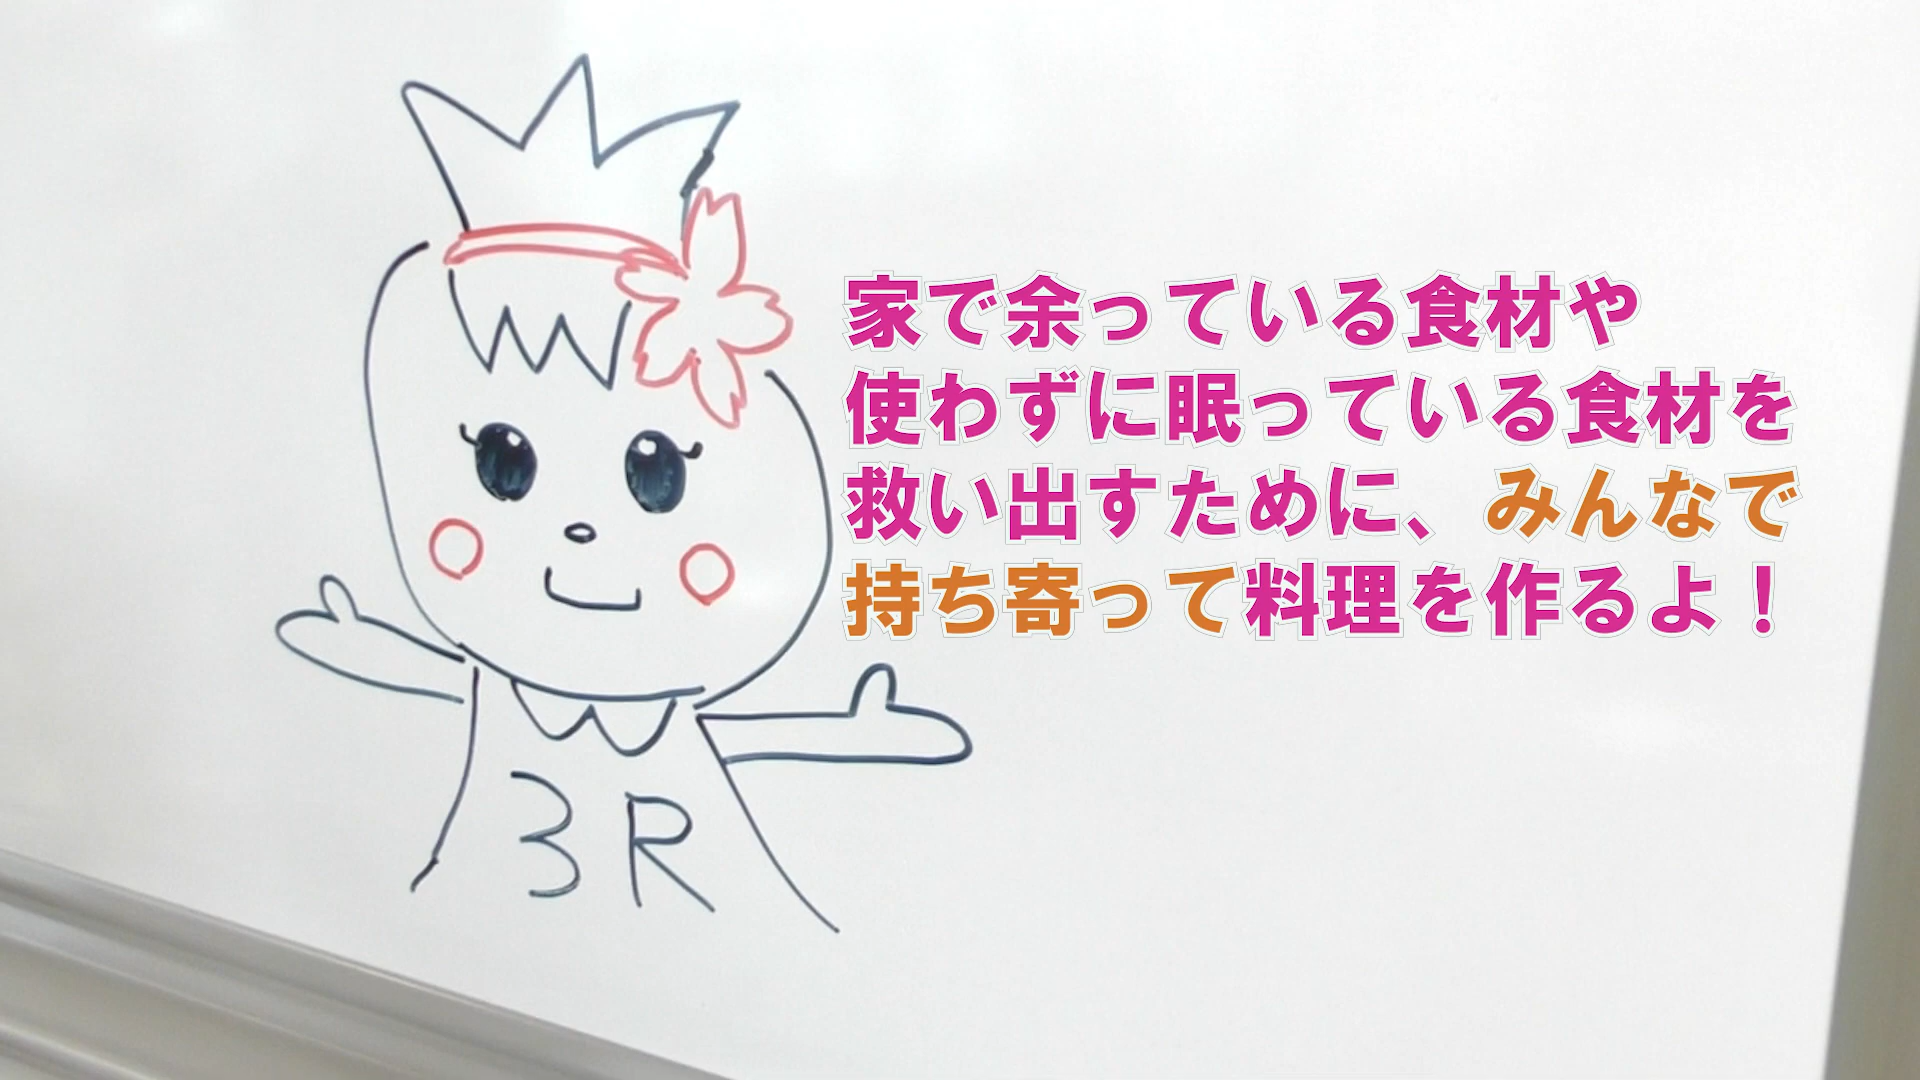 家で余っている食材や
使わずに眠っている食材を
救い出すために、みんなで
持ち寄って料理を作るよ！
3R